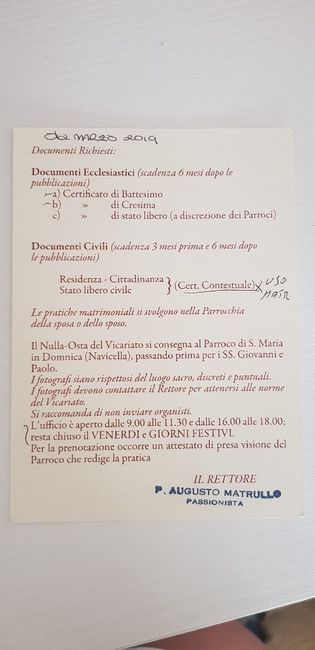 02 MARZO 2019
Documenti Richiesti:
Documenti Ecclesiastici (scadenza 6 mesi dopo le
pubblicazioni)
a) Certificato di Battesimo
b) » di Cresima
c) » di stato libero (a discrezione dei Parroci)
Documenti Civili (scadenza 3 mesi prima e 6 mesi dopo
le pubblicazioni)
Residenza - Cittadinanza
Stato libero civile } (Cert. Contestuale) x USO
MATR.
Le pratiche matrimoniali si svolgono nella Parrocchia
della sposa o dello sposo.
Il Nulla-Osta del Vicariato si consegna al Parroco di S. Maria
in Domnica (Navicella), passando prima per i SS. Giovanni e
Paolo.
I fotografi siano rispettosi del luogo sacro, discreti e puntuali.
I fotografi devono contattare il Rettore per attenersi alle norme
del Vicariato.
Si raccomanda di non inviare organisti.
L'ufficio è aperto dalle 9.00 alle 11.30 e dalle 16.00 alle 18.00;
resta chiuso il VENERDI e GIORNI FESTIVI.
Per la prenotazione occorre un attestato di presa visione del
Parroco che redige la pratica
IL RETTORE
P. AUGUSTO MATRULLO
PASSIONISTA